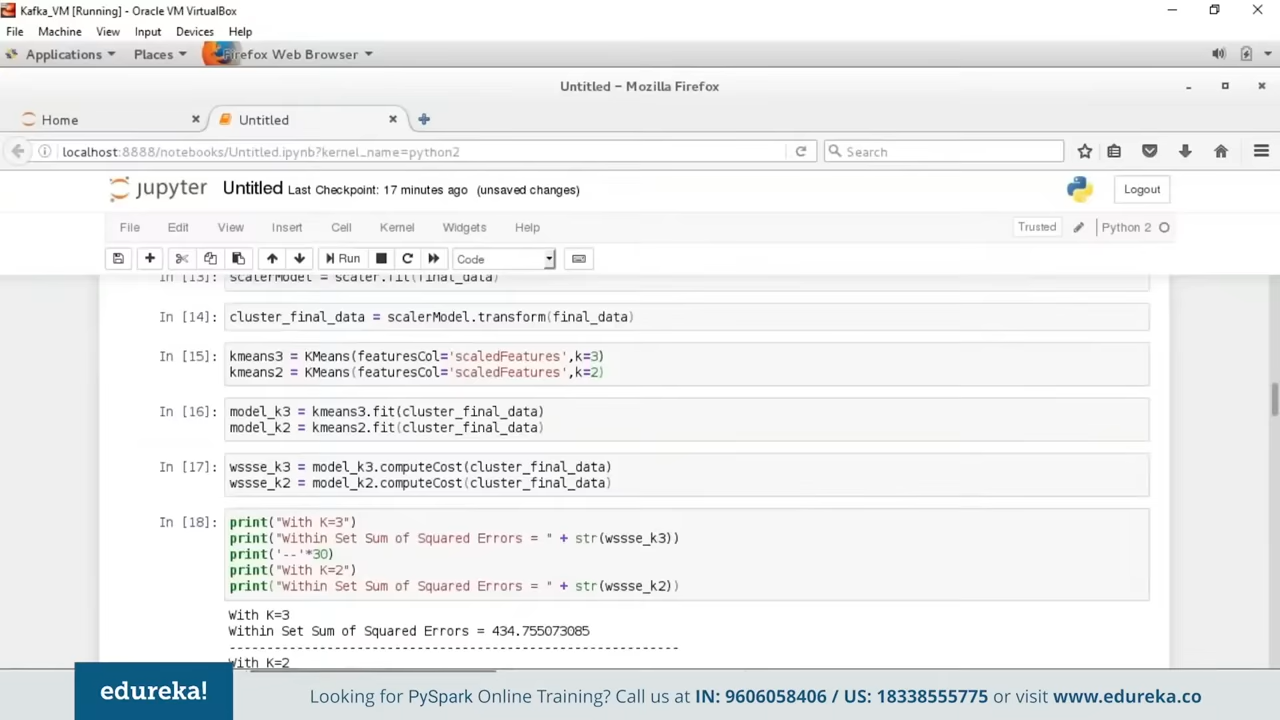 Kafka_VM [Running] - Oracle VM VirtualBox
File Machine View Input Devices Help
Applications Places Firefox Web Browser
Untitled - Mozilla Firefox
Home Untitled
localhost:8888/notebooks/Untitled.ipynb?kernel_name=python2 Search
jupyter Untitled Last Checkpoint: 17 minutes ago (unsaved changes) Logout
File Edit View Insert Cell Kernel Widgets Help Trusted Python 2
Run Code
In [13]: scalerModel = scaler.fit(final_data)
In [14]: cluster_final_data = scalerModel.transform(final_data)
In [15]: kmeans3 = KMeans(featuresCol='scaledFeatures',k=3)
kmeans2 = KMeans(featuresCol='scaledFeatures',k=2)
In [16]: model_k3 = kmeans3.fit(cluster_final_data)
model_k2 = kmeans2.fit(cluster_final_data)
In [17]: wssse_k3 = model_k3.computeCost(cluster_final_data)
wssse_k2 = model_k2.computeCost(cluster_final_data)
In [18]: print("With K=3")
print("Within Set Sum of Squared Errors = " + str(wssse_k3))
print('--'*30)
print("With K=2")
print("Within Set Sum of Squared Errors = " + str(wssse_k2))
With K=3
Within Set Sum of Squared Errors = 434.755073085
------------------------------------------------------------
With K=2
edureka! Looking for PySpark Online Training? Call us at IN: 9606058406 / US: 18338555775 or visit www.edureka.co